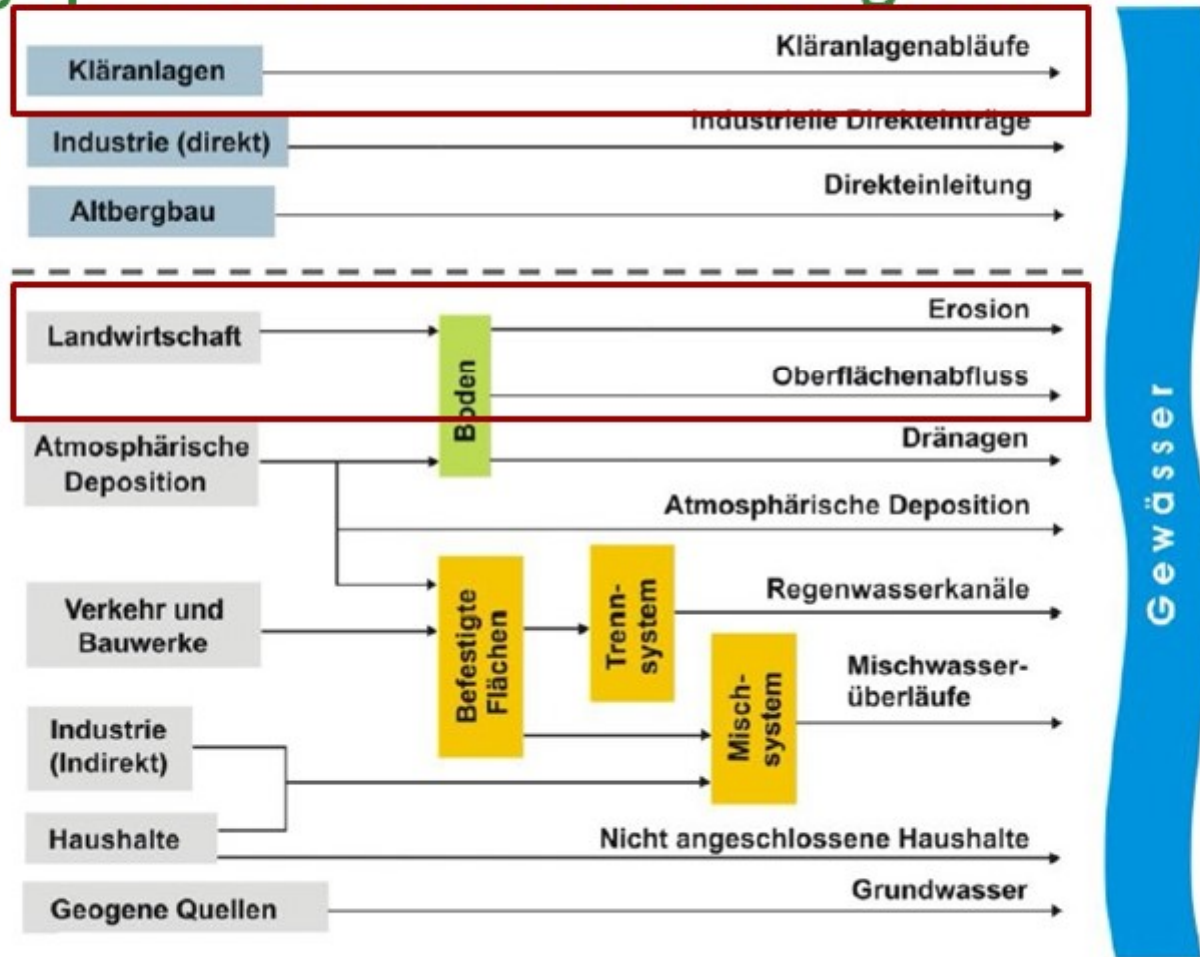 Kläranlagen
Kläranlagenabläufe
Industrie (direkt)
Industrielle Direkteinträge
Altbergbau
Direkteinleitung
Landwirtschaft
Boden
Erosion
Oberflächenabfluss
Atmosphärische
Deposition
Dränagen
Atmosphärische Deposition
Verkehr und
Bauwerke
Befestigte
Flächen
Trenn-
system
Regenwasserkanäle
Misch-
system
Mischwasser-
überläufe
Industrie
(Indirekt)
Haushalte
Nicht angeschlossene Haushalte
Geogene Quellen
Grundwasser
Gewässer